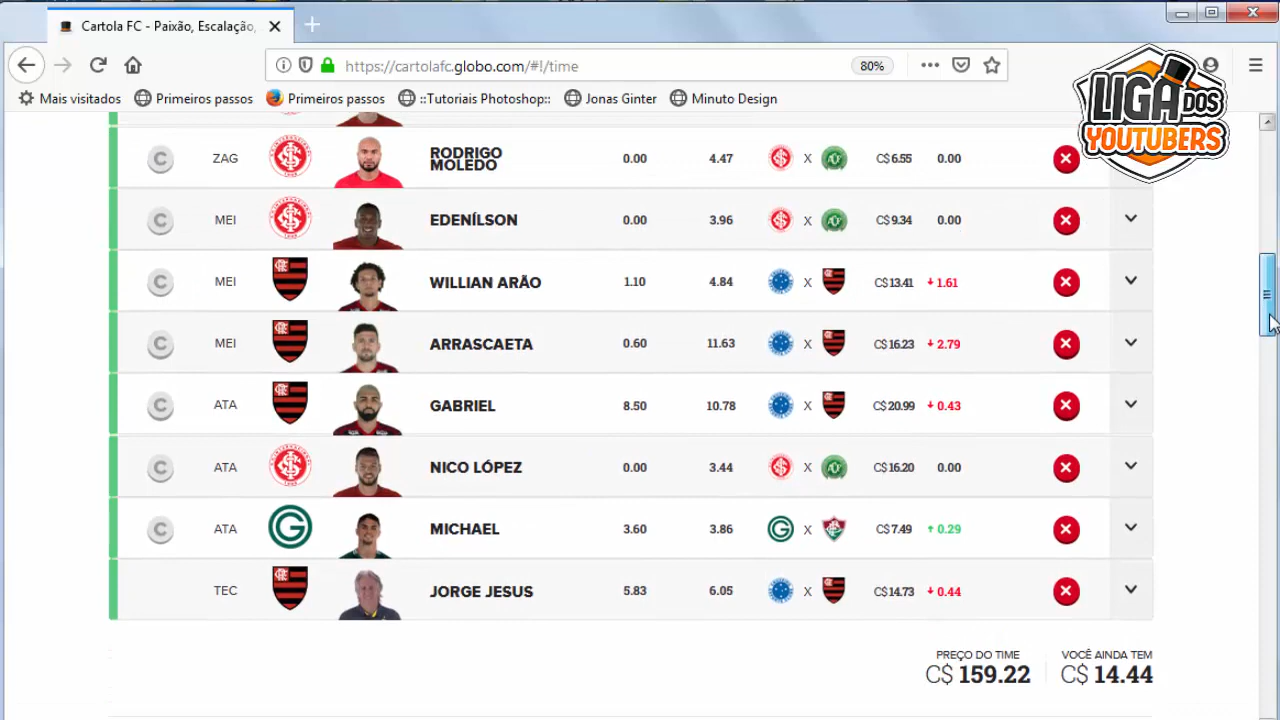 Cartola FC - Paixão, Escalação,
https://cartolafc.globo.com/#!/time
80%
Mais visitados
Primeiros passos
Primeiros passos
::Tutoriais Photoshop::
Jonas Ginter
Minuto Design
LIGA DOS
YOUTUBERS
C ZAG RODRIGO MOLEDO 0.00 4.47 X C$ 6.55 0.00
C MEI EDENÍLSON 0.00 3.96 X C$ 9.34 0.00
C MEI WILLIAN ARÃO 1.10 4.84 X C$ 13.41 1.61
C MEI ARRASCAETA 0.60 11.63 X C$ 16.23 2.79
C ATA GABRIEL 8.50 10.78 X C$ 20.99 0.43
C ATA NICO LÓPEZ 0.00 3.44 X C$ 16.20 0.00
C ATA MICHAEL 3.60 3.86 X C$ 7.49 0.29
TEC JORGE JESUS 5.83 6.05 X C$ 14.73 0.44
PREÇO DO TIME VOCÊ AINDA TEM
C$ 159.22 C$ 14.44